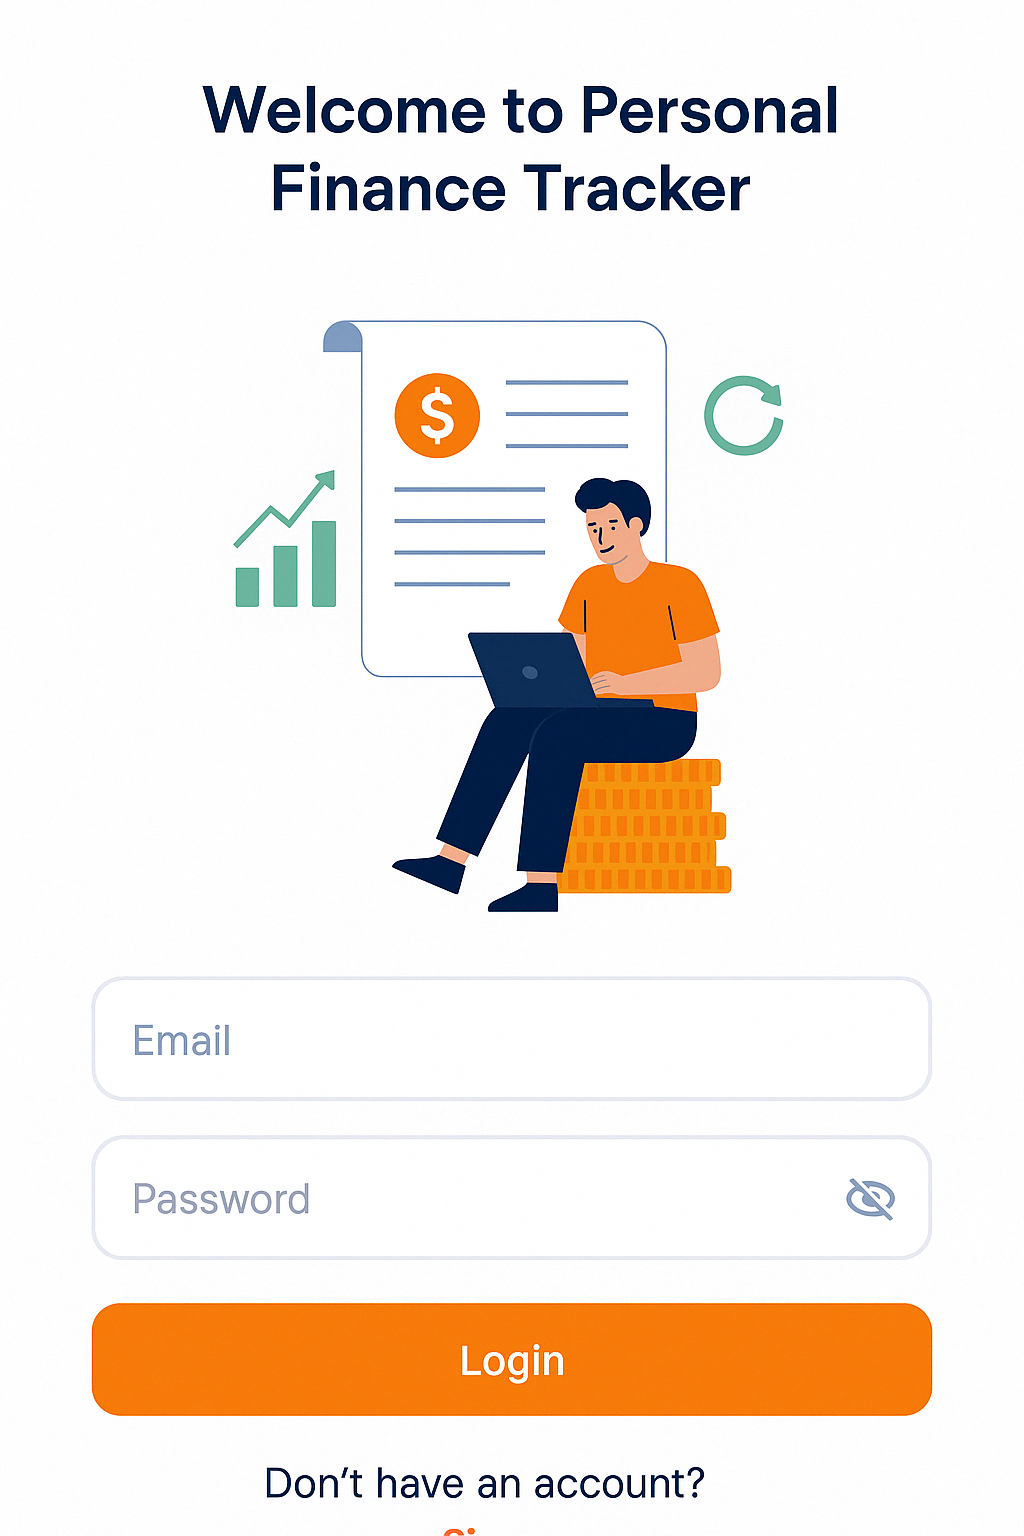 Welcome to Personal
Finance Tracker
$
Email
Password
Login
Don't have an account?